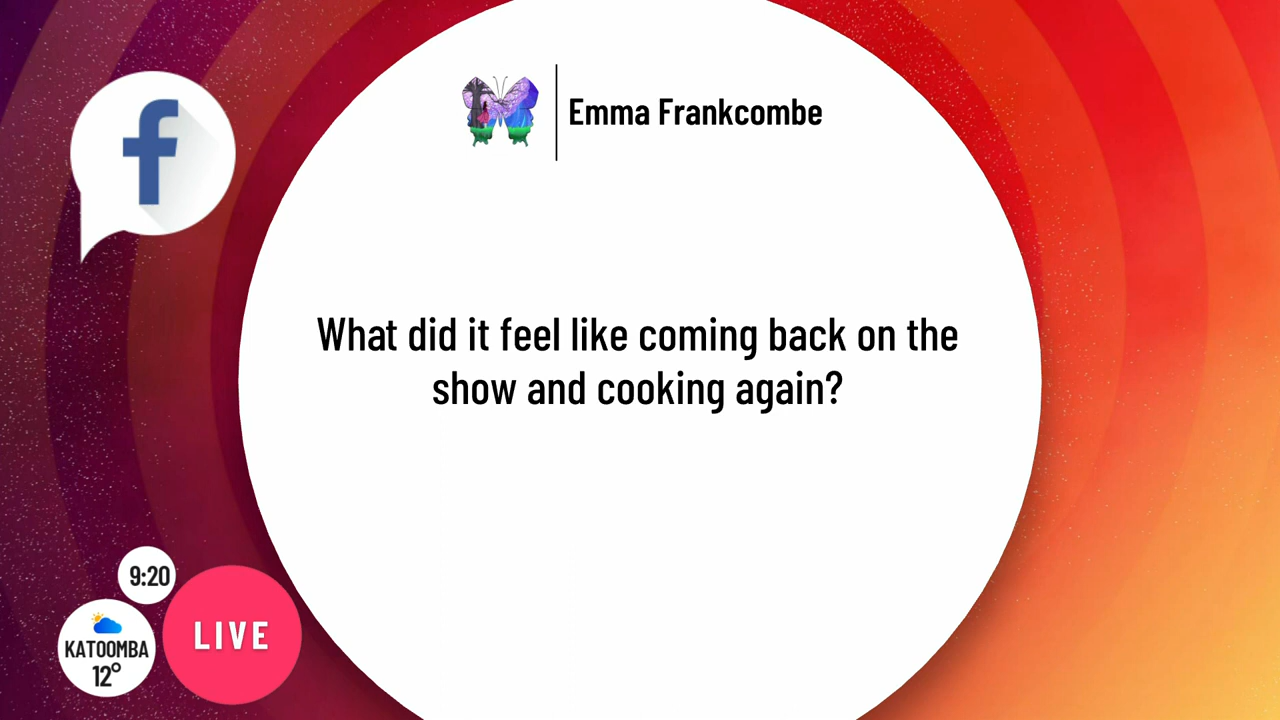 Emma Frankcombe
What did it feel like coming back on the
show and cooking again?
9:20
LIVE
KATOOMBA
12°